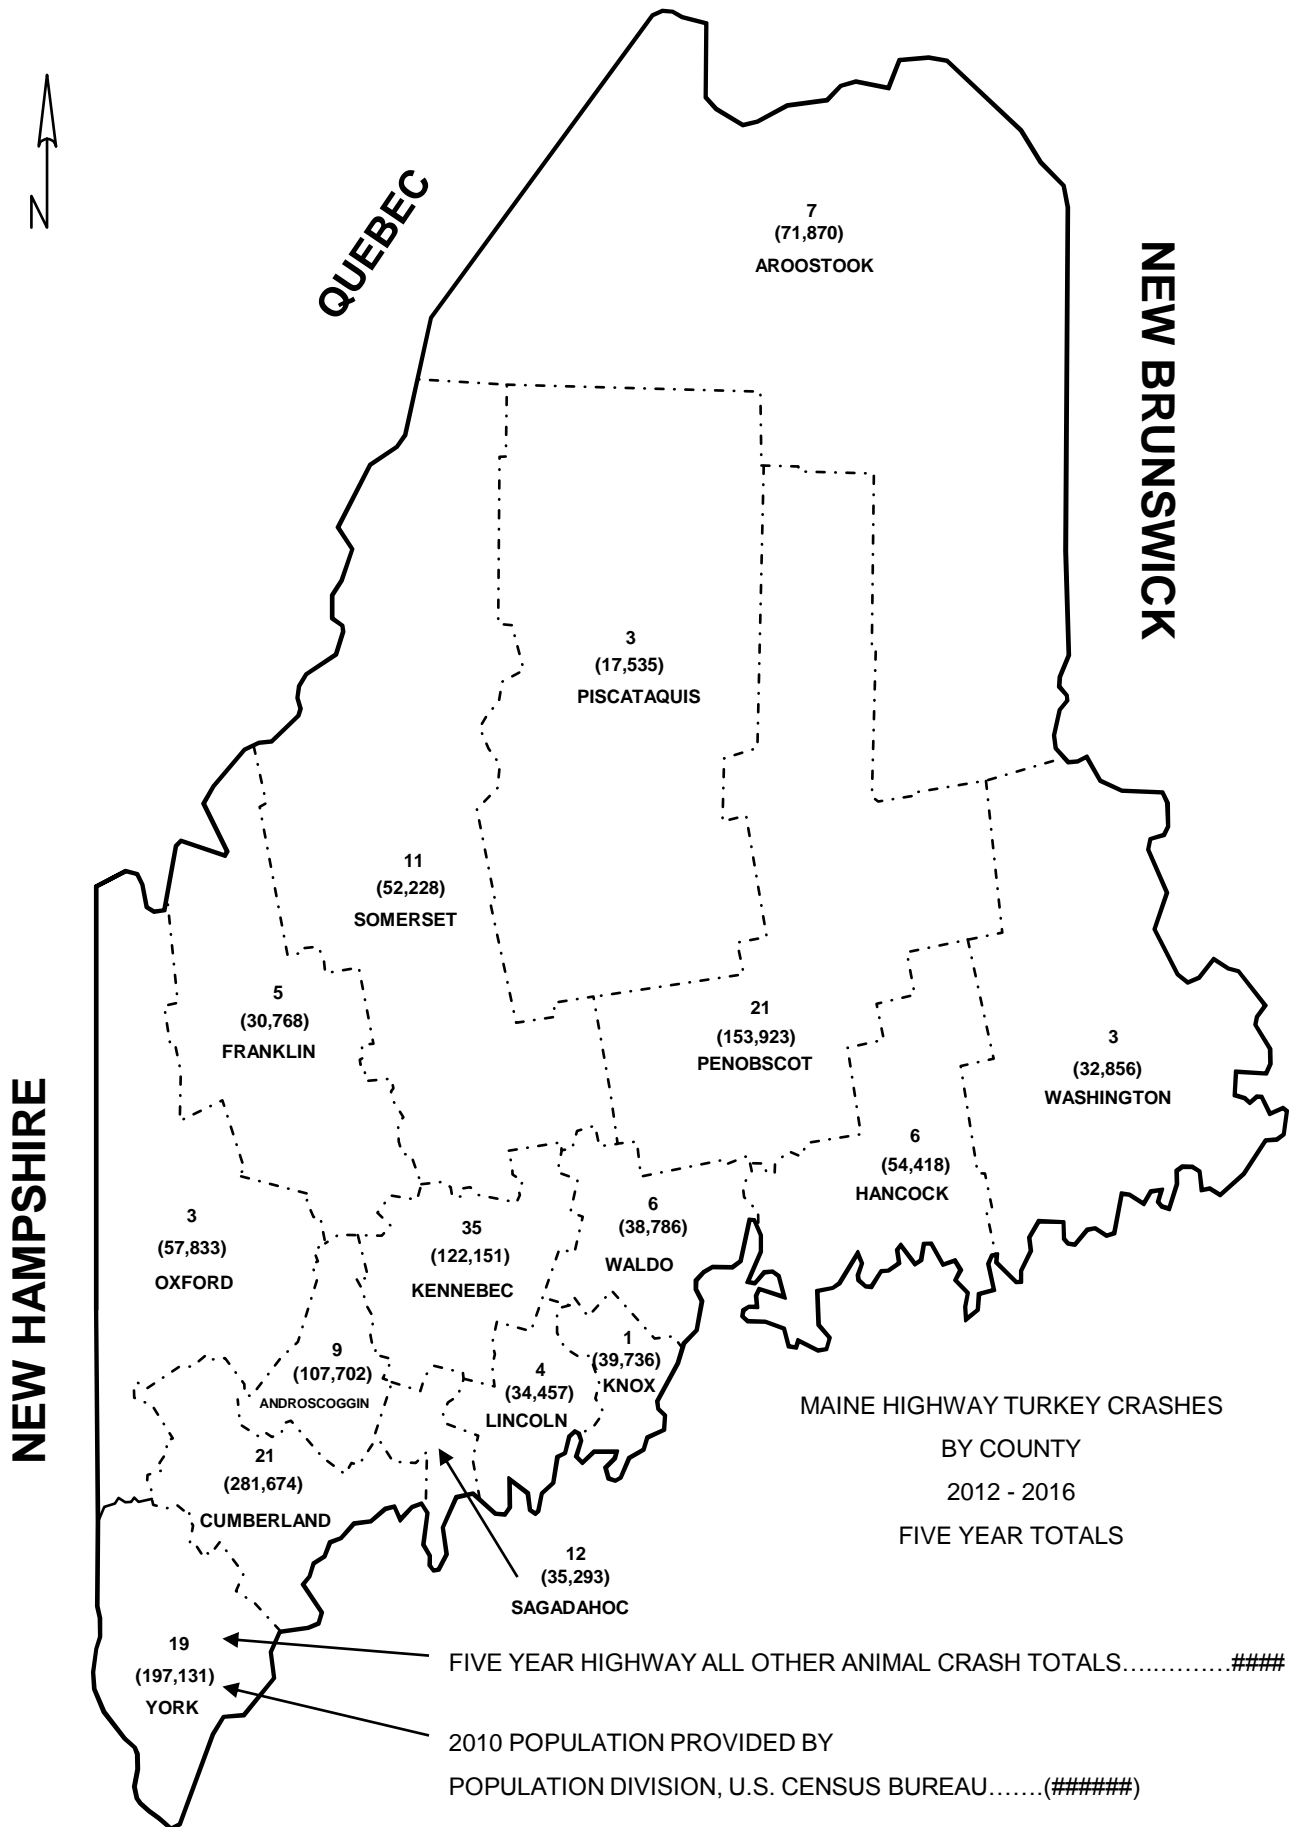 N
QUEBEC
7
(71,870)
AROOSTOOK
NEW BRUNSWICK
3
(17,535)
PISCATAQUIS
11
(52,228)
SOMERSET
5
(30,768)
FRANKLIN
21
(153,923)
PENOBSCOT
3
(32,856)
WASHINGTON
NEW HAMPSHIRE
6
(54,418)
HANCOCK
3
(57,833)
OXFORD
35
(122,151)
KENNEBEC
6
(38,786)
WALDO
9
(107,702)
ANDROSCOGGIN
4
(34,457)
LINCOLN
1
(39,736)
KNOX
MAINE HIGHWAY TURKEY CRASHES
BY COUNTY
2012 - 2016
FIVE YEAR TOTALS
21
(281,674)
CUMBERLAND
12
(35,293)
SAGADAHOC
19
(197,131)
YORK
FIVE YEAR HIGHWAY ALL OTHER ANIMAL CRASH TOTALS…..………####
2010 POPULATION PROVIDED BY
POPULATION DIVISION, U.S. CENSUS BUREAU…….(######)